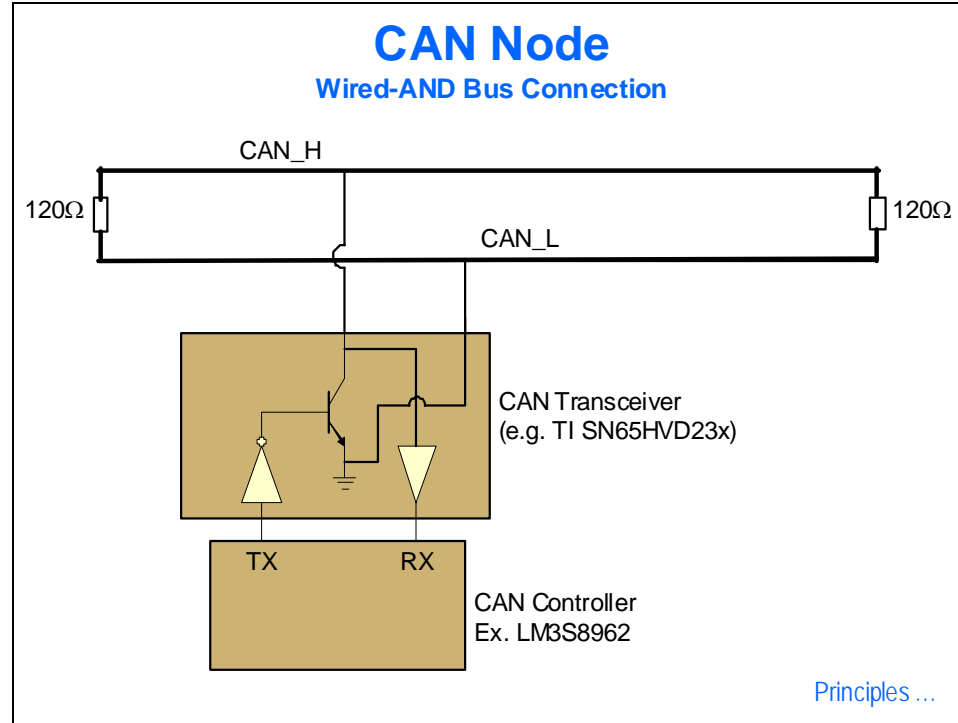 CAN Node
Wired-AND Bus Connection
CAN_H
120Ω
120Ω
CAN_L
CAN Transceiver
(e.g. TI SN65HVD23x)
TX RX
CAN Controller
Ex. LM3S8962
Principles ...